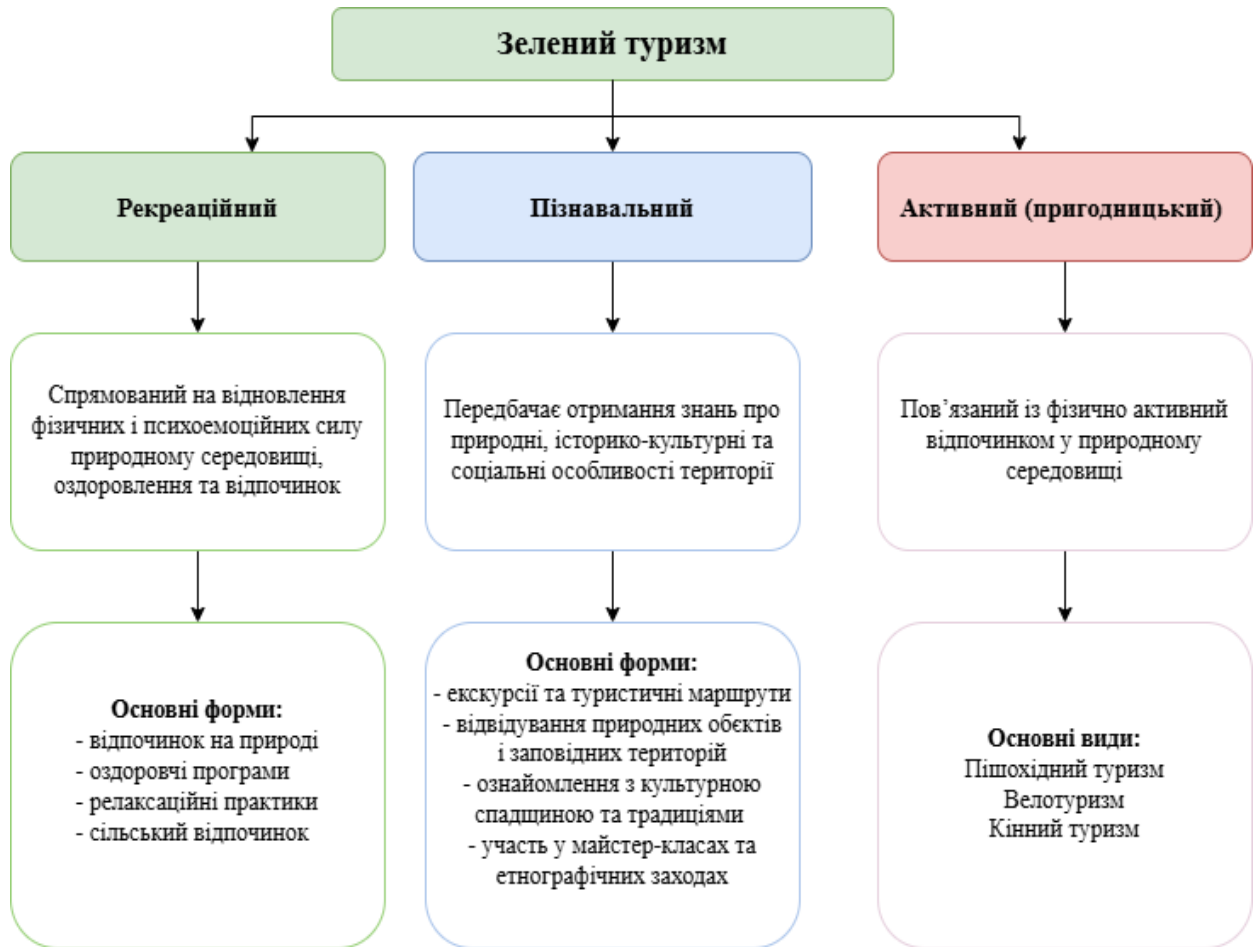 Зелений туризм
Рекреаційний
Пізнавальний
Активний (пригодницький)
Спрямований на відновлення
фізичних і психоемоційних силу
природному середовищі,
оздоровлення та відпочинок
Передбачає отримання знань про
природні, історико-культурні та
соціальні особливості території
Пов’язаний із фізично активний
відпочинком у природному
середовищі
Основні форми:
- відпочинок на природі
- оздоровчі програми
- релаксаційні практики
- сільський відпочинок
Основні форми:
- екскурсії та туристичні маршрути
- відвідування природних обєктів
і заповідних територій
- ознайомлення з культурною
спадщиною та традиціями
- участь у майстер-класах та
етнографічних заходах
Основні види:
Пішохідний туризм
Велотуризм
Кінний туризм